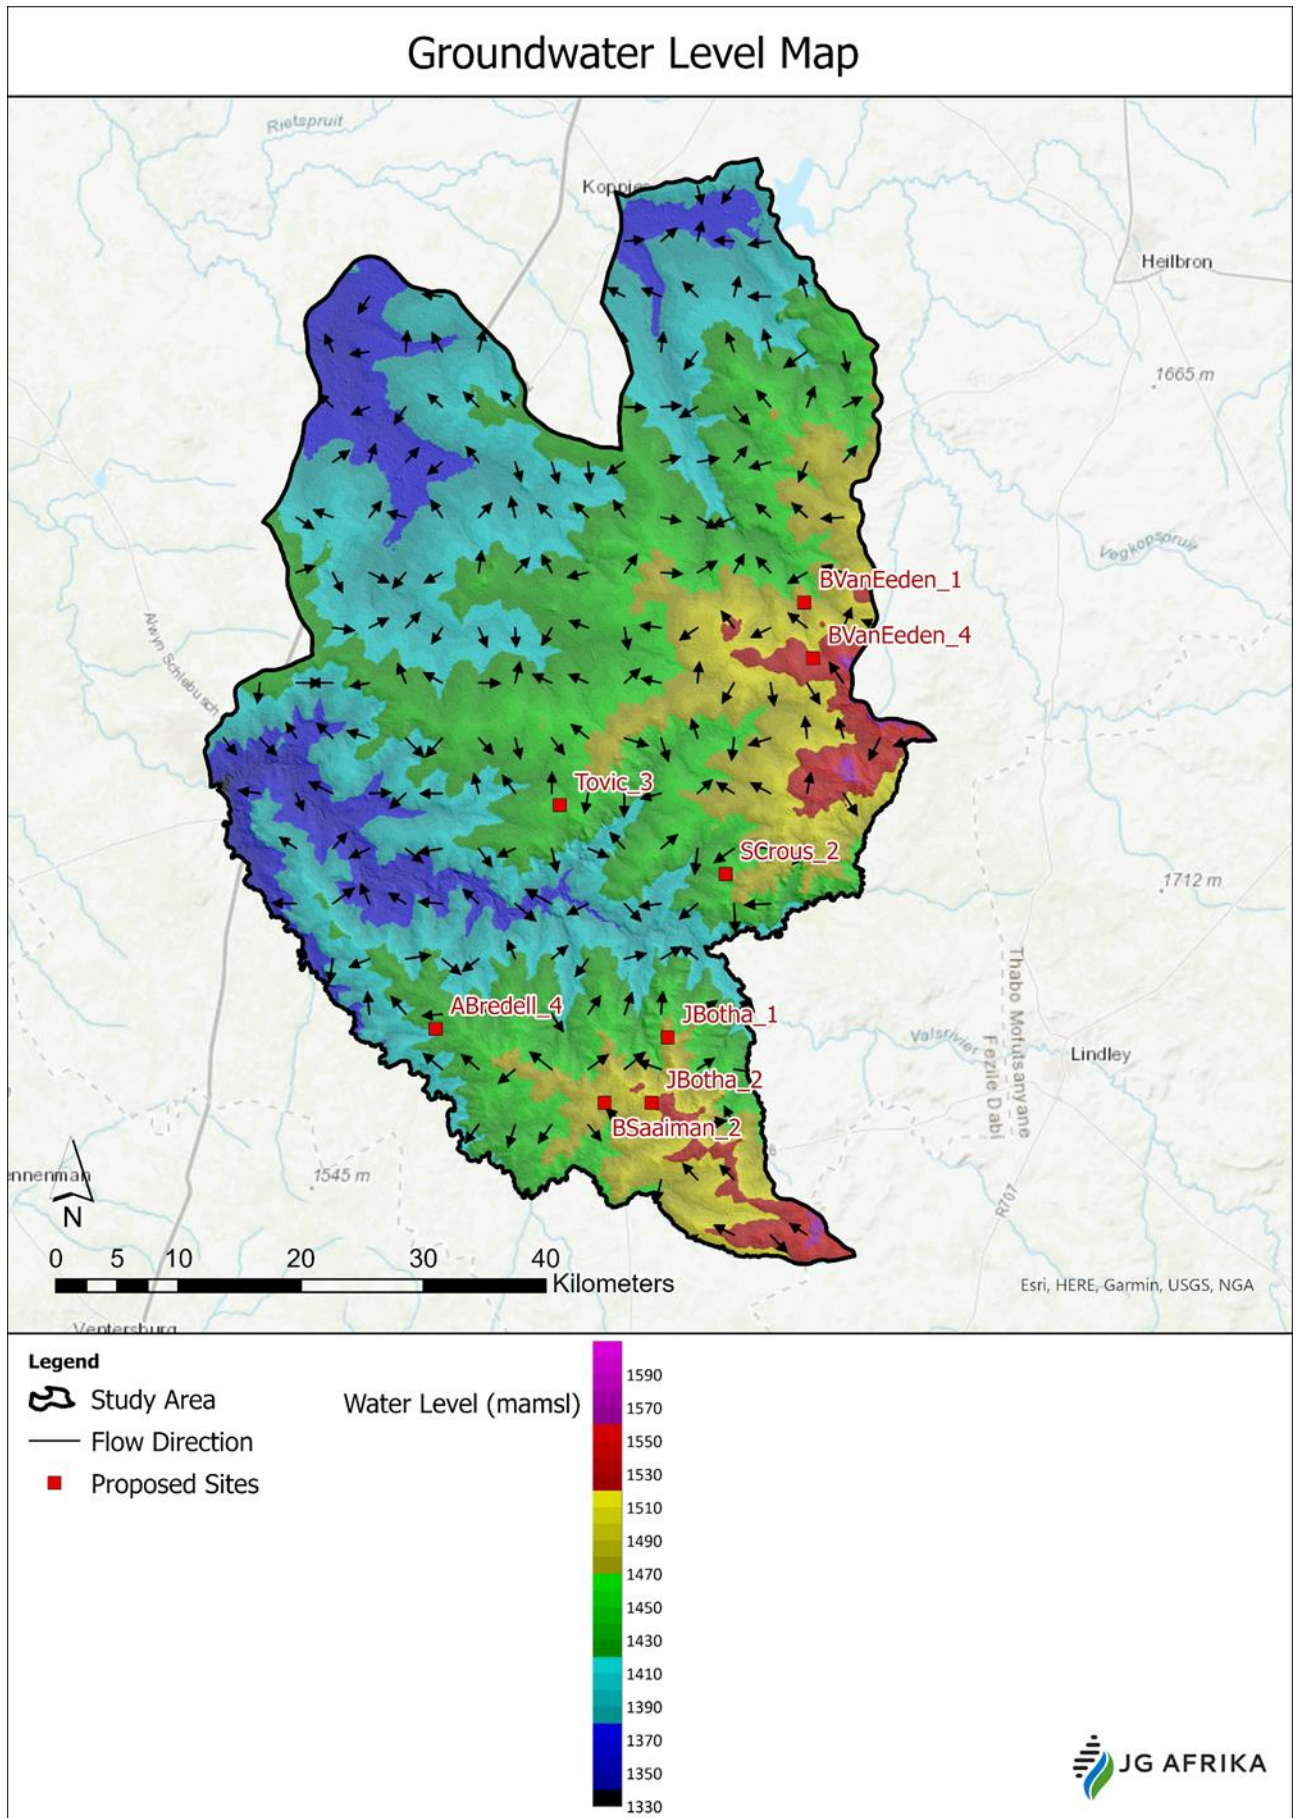 Groundwater Level Map
Rietspruit
Heilbron
1665 m
Vegkopspruit
BVanEeden_1
BVanEeden_4
Alwyn Schlebusch
Tovic_3
SCrous_2
1712 m
ABredell_4
JBotha_1
Valsrivier
Lindley
Thabo Mofutsanyane
Fezile Dabi
JBotha_2
BSaaiman_2
ennenman
1545 m
R707
N
0 5 10 20 30 40
Kilometers
Esri, HERE, Garmin, USGS, NGA
Ventersburg
Legend
Study Area
Flow Direction
Proposed Sites
Water Level (mamsl)
1590
1570
1550
1530
1510
1490
1470
1450
1430
1410
1390
1370
1350
1330
JG AFRIKA